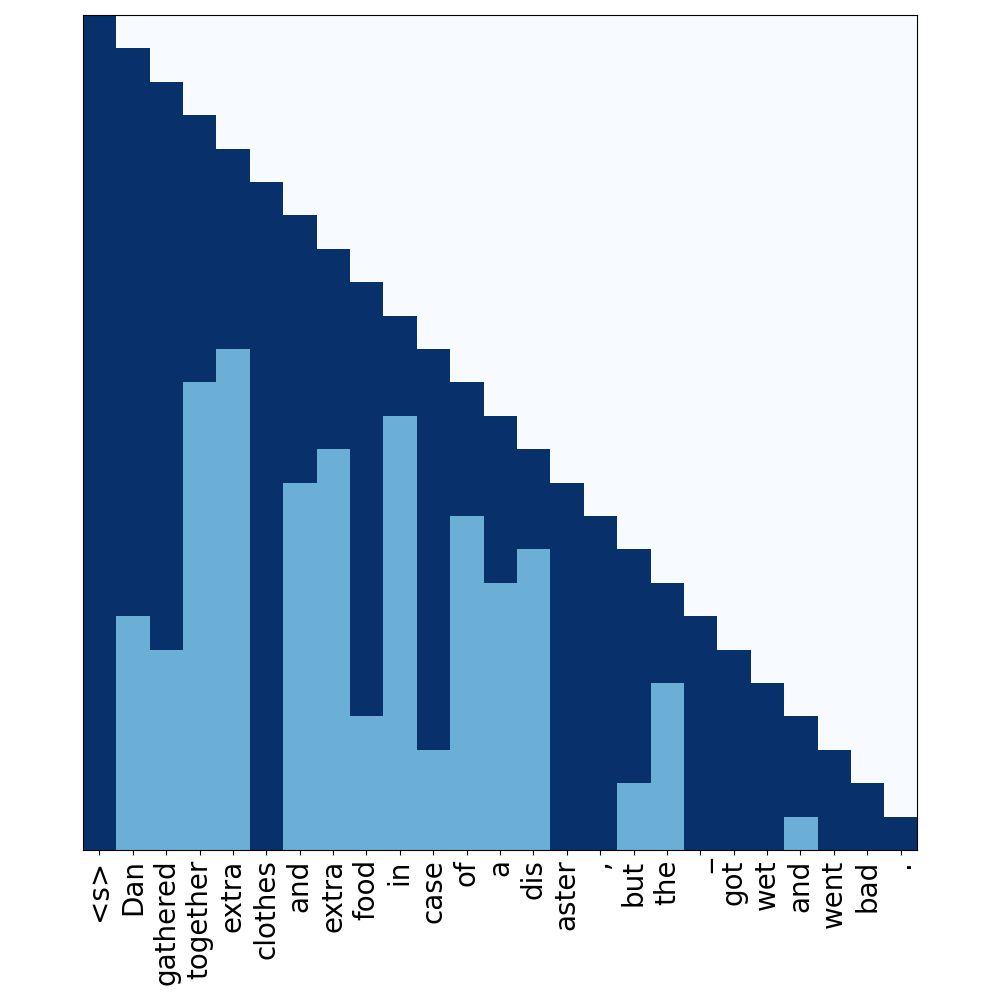 <s>
Dan
gathered
together
extra
clothes
and
extra
food
in
case
of
a
dis
aster
,
but
the
_
got
wet
and
went
bad
.